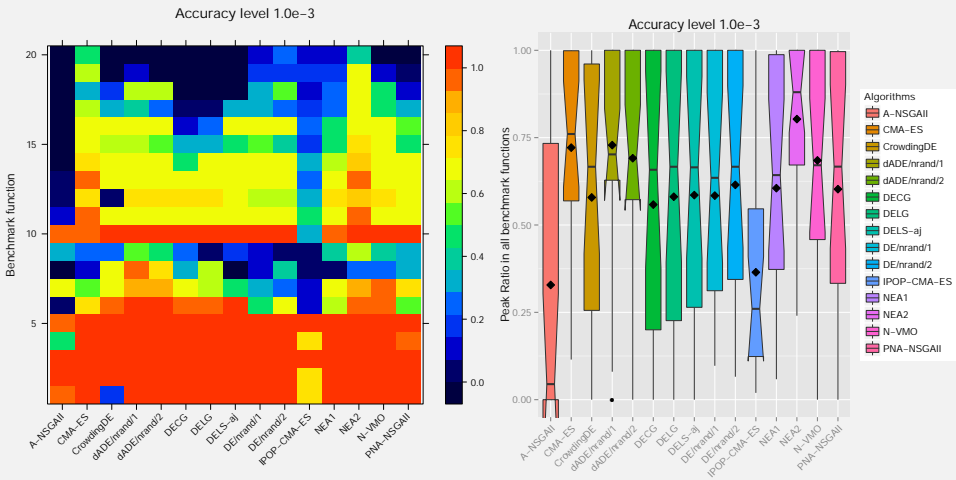 Accuracy level 1.0e-3
Benchmark function
20
15
10
5
A-NSGAII
CMA-ES
CrowdingDE
dADE/nrand/1
dADE/nrand/2
DECG
DELG
DELS-aj
DE/nrand/1
DE/nrand/2
IPOP-CMA-ES
NEA1
NEA2
N-VMO
PNA-NSGAII
1.0
0.8
0.6
0.4
0.2
0.0
Accuracy level 1.0e-3
Peak Ratio in all benchmark functions
1.00
0.75
0.50
0.25
0.00
A-NSGAII
CMA-ES
CrowdingDE
dADE/nrand/1
dADE/nrand/2
DECG
DELG
DELS-aj
DE/nrand/1
DE/nrand/2
IPOP-CMA-ES
NEA1
NEA2
N-VMO
PNA-NSGAII
Algorithms
A-NSGAII
CMA-ES
CrowdingDE
dADE/nrand/1
dADE/nrand/2
DECG
DELG
DELS-aj
DE/nrand/1
DE/nrand/2
IPOP-CMA-ES
NEA1
NEA2
N-VMO
PNA-NSGAII